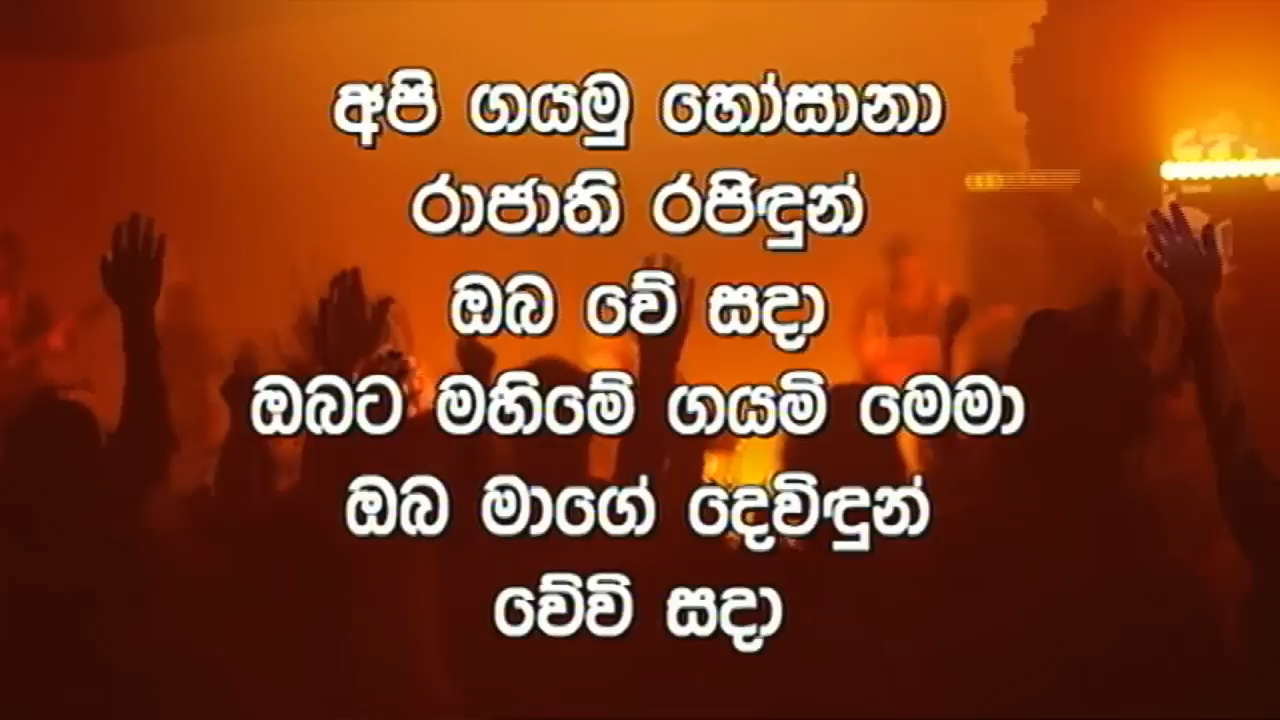 අපි ගයමු හෝසානා
රාජාති රජිඳුන්
ඔබ වේ සදා
ඔබට මහිමේ ගයමි මෙමා
ඔබ මාගේ දෙවිඳුන්
වේවි සදා